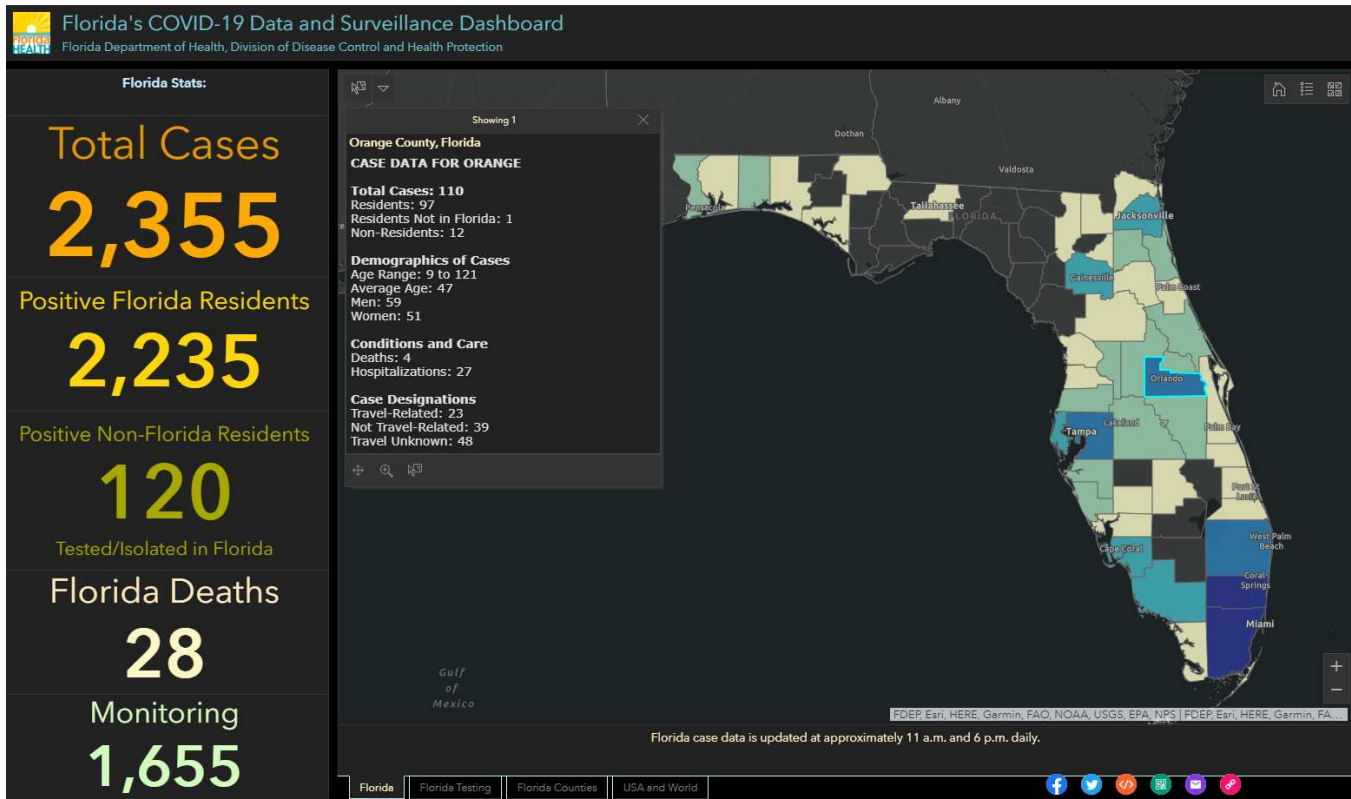 Florida
HEALTH
Florida's COVID-19 Data and Surveillance Dashboard
Florida Department of Health, Division of Disease Control and Health Protection
Florida Stats:
Total Cases
2,355
Positive Florida Residents
2,235
Positive Non-Florida Residents
120
Tested/Isolated in Florida
Florida Deaths
28
Monitoring
1,655
Showing 1
Orange County, Florida
CASE DATA FOR ORANGE
Total Cases: 110
Residents: 97
Residents Not in Florida: 1
Non-Residents: 12
Demographics of Cases
Age Range: 9 to 121
Average Age: 47
Men: 59
Women: 51
Conditions and Care
Deaths: 4
Hospitalizations: 27
Case Designations
Travel-Related: 23
Not Travel-Related: 39
Travel Unknown: 48
Albany
Dothan
Valdosta
Pensacola
Tallahassee
FLORIDA
Jacksonville
Gainesville
Palm Coast
Orlando
Lakeland
Tampa
Palm Bay
Port St
Lucie
Cape Coral
West Palm
Beach
Coral
Springs
Miami
Gulf
of
Mexico
FDEP, Esri, HERE, Garmin, FAO, NOAA, USGS, EPA, NPS | FDEP, Esri, HERE, Garmin, FA...
Florida case data is updated at approximately 11 a.m. and 6 p.m. daily.
Florida
Florida Testing
Florida Counties
USA and World